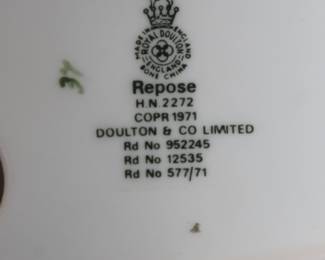 MADE IN ENGLAND
ROYAL DOULTON
ENGLAND
BONE CHINA
Repose
H.N. 2272
COPR 1971
DOULTON & CO LIMITED
Rd No 952245
Rd No 12535
Rd No 577/71